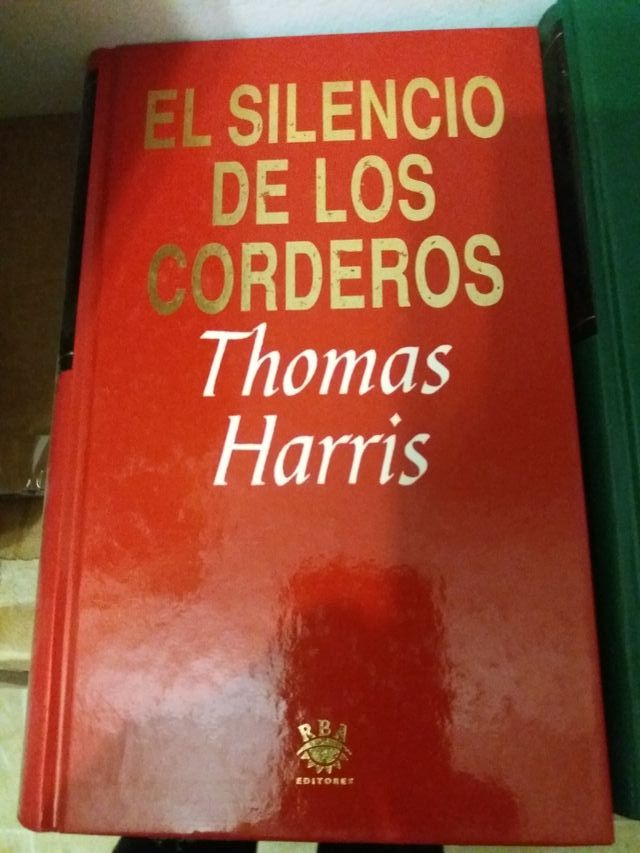 EL SILENCIO
DE LOS
CORDEROS
Thomas
Harris
RBA
EDITORES